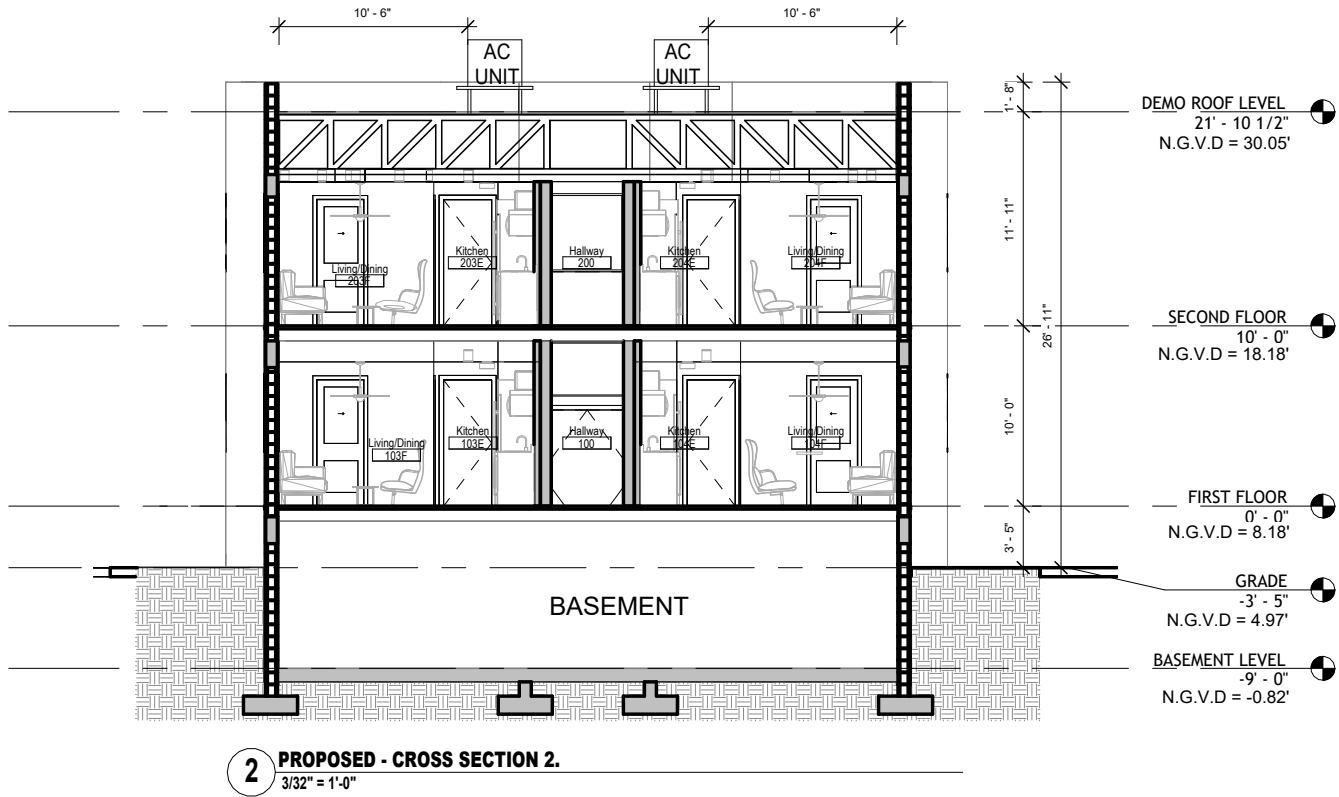 10' - 6"
10' - 6"
AC
UNIT
AC
UNIT
1' - 8"
DEMO ROOF LEVEL
21' - 10 1/2"
N.G.V.D = 30.05'
11' - 11"
Kitchen
203E
Hallway
200
Kitchen
204E
Living/Dining
204F
Living/Dining
203F
26' - 11"
SECOND FLOOR
10' - 0"
N.G.V.D = 18.18'
10' - 0"
Living/Dining
103F
Kitchen
103E
Hallway
100
Kitchen
104E
Living/Dining
104F
FIRST FLOOR
0' - 0"
N.G.V.D = 8.18'
3' - 5"
BASEMENT
GRADE
-3' - 5"
N.G.V.D = 4.97'
BASEMENT LEVEL
-9' - 0"
N.G.V.D = -0.82'
2 PROPOSED - CROSS SECTION 2.
3/32" = 1'-0"